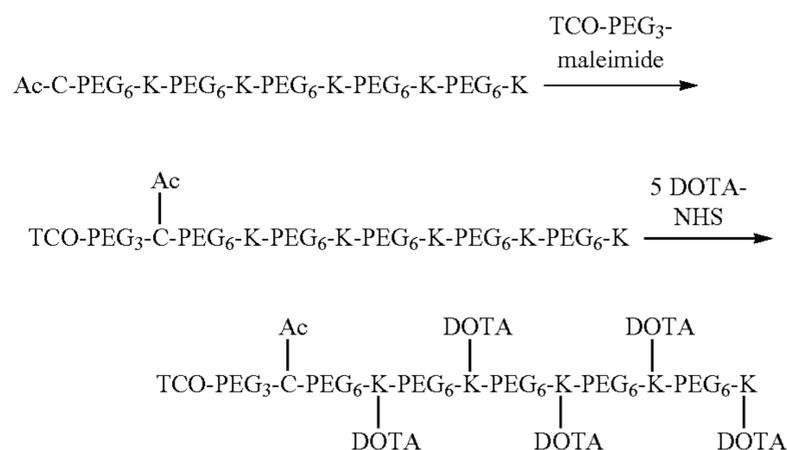 TCO-PEG₃-
maleimide
Ac-C-PEG₆-K-PEG₆-K-PEG₆-K-PEG₆-K-PEG₆-K
Ac
5 DOTA-
NHS
TCO-PEG₃-C-PEG₆-K-PEG₆-K-PEG₆-K-PEG₆-K-PEG₆-K
Ac DOTA DOTA
TCO-PEG₃-C-PEG₆-K-PEG₆-K-PEG₆-K-PEG₆-K-PEG₆-K
DOTA DOTA DOTA